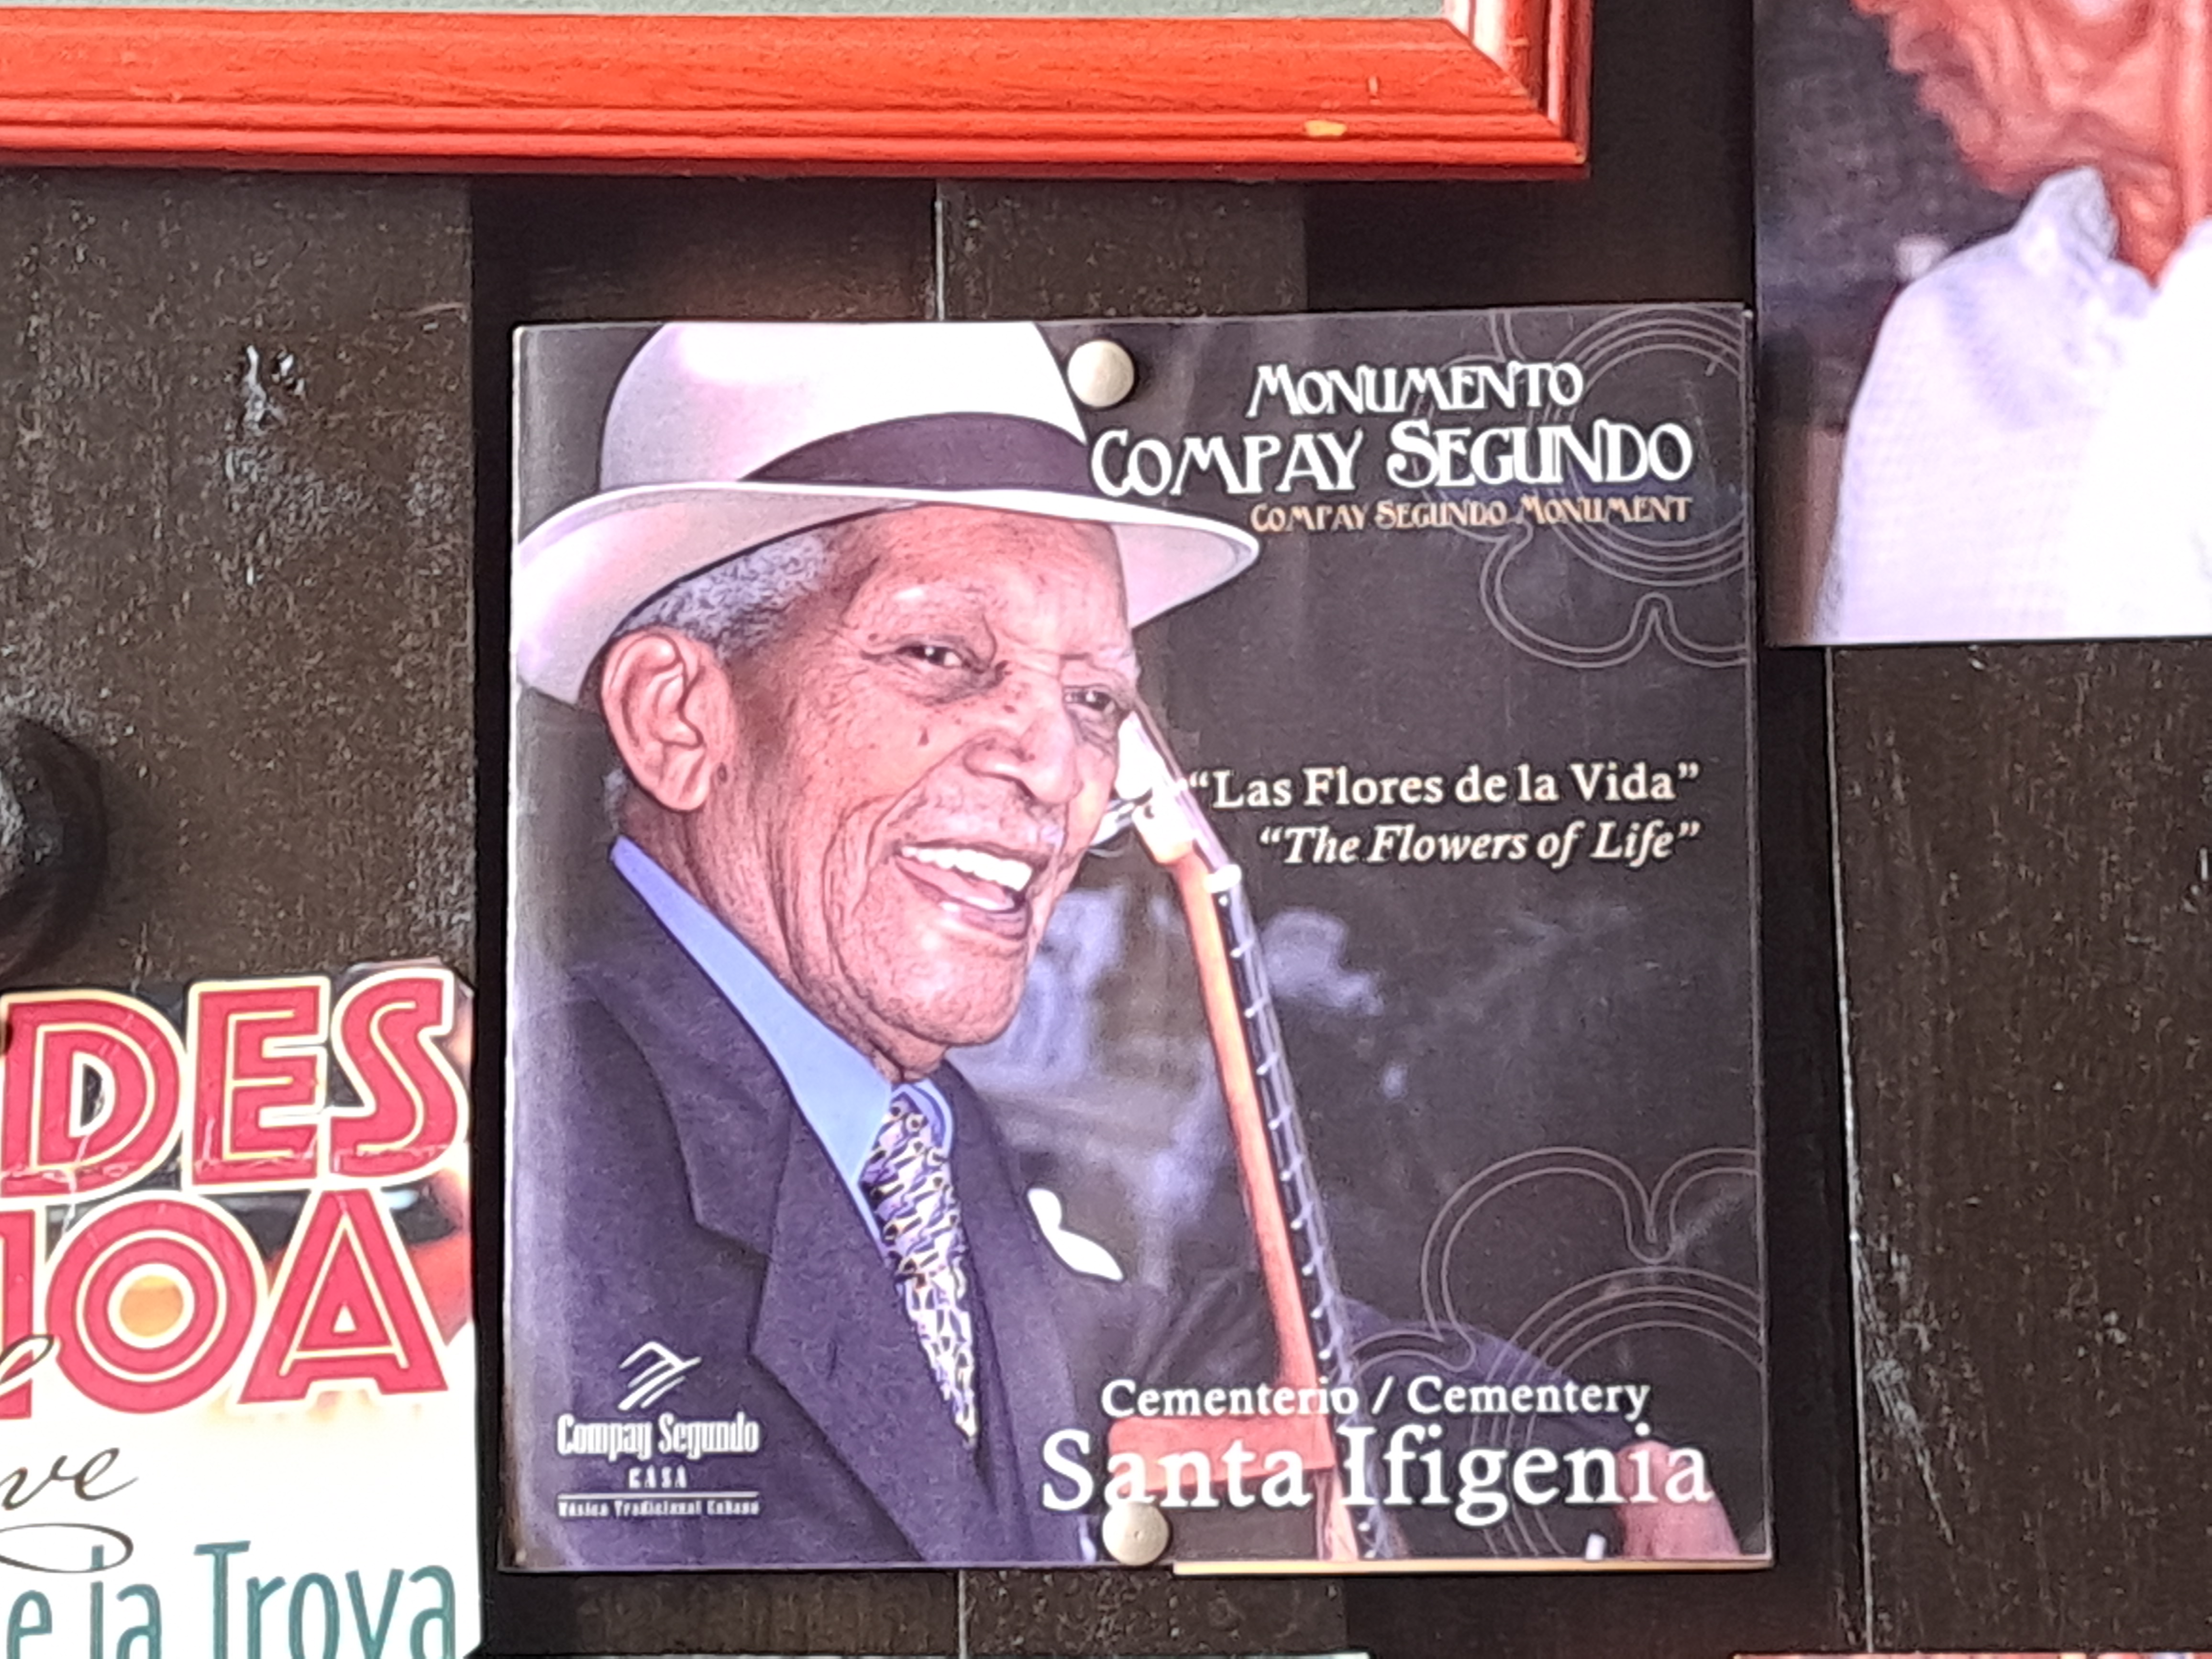 MONUMENTO
COMPAY SEGUNDO
COMPAY SEGUNDO MONUMENT
“Las Flores de la Vida”
“The Flowers of Life”
Cementerio / Cementery
Santa Ifigenia
Compay Segundo
CASA
Música Tradicional Cubana
DES
IOA
ve
e la Trova